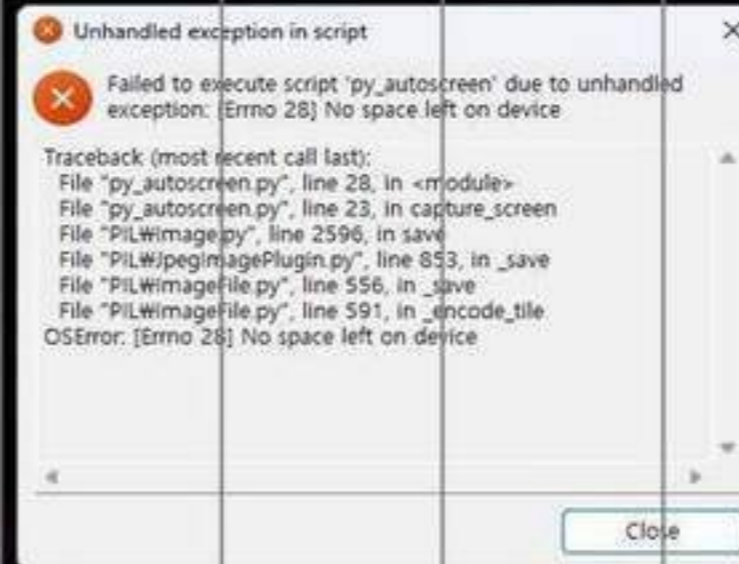 Unhandled exception in script
Failed to execute script 'py_autoscreen' due to unhandled
exception: [Errno 28] No space left on device
Traceback (most recent call last):
File "py_autoscreen.py", line 28, in <module>
File "py_autoscreen.py", line 23, in capture_screen
File "PIL₩Image.py", line 2596, in save
File "PIL₩JpegImagePlugin.py", line 853, in _save
File "PIL₩ImageFile.py", line 556, in _save
File "PIL₩ImageFile.py", line 591, in _encode_tile
OSError: [Errno 28] No space left on device
Close